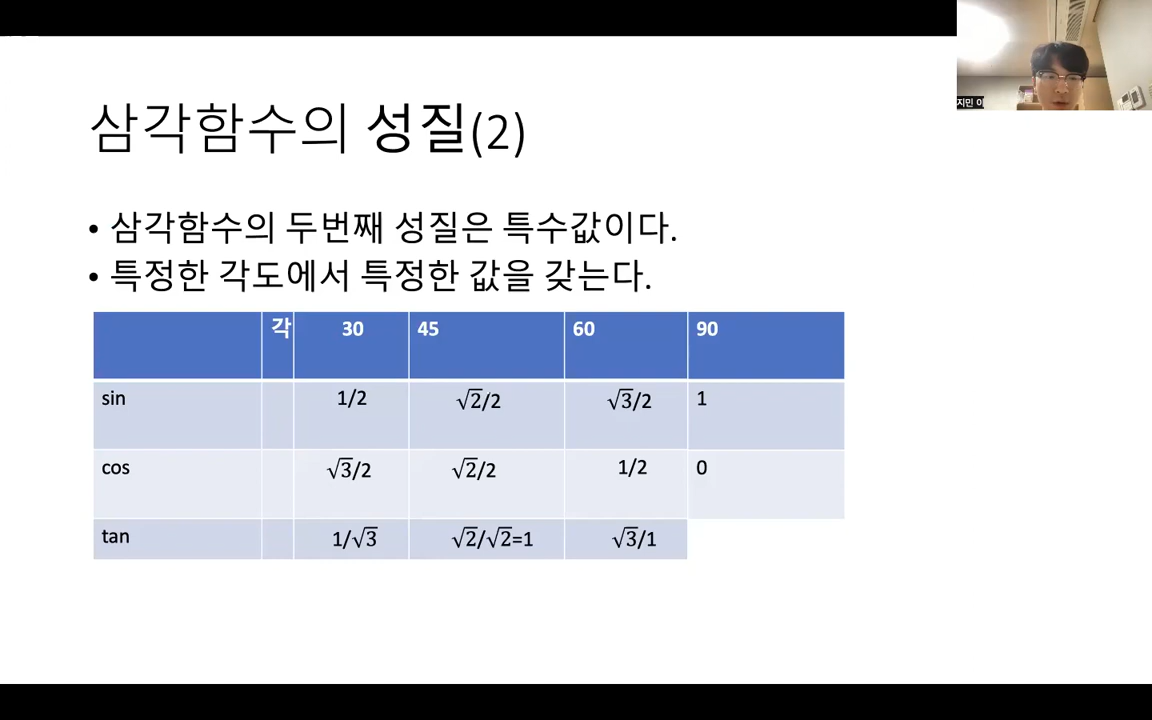 지민 이
삼각함수의 성질(2)
• 삼각함수의 두번째 성질은 특수값이다.
• 특정한 각도에서 특정한 값을 갖는다.
각 30 45 60 90
sin 1/2 √2/2 √3/2 1
cos √3/2 √2/2 1/2 0
tan 1/√3 √2/√2=1 √3/1